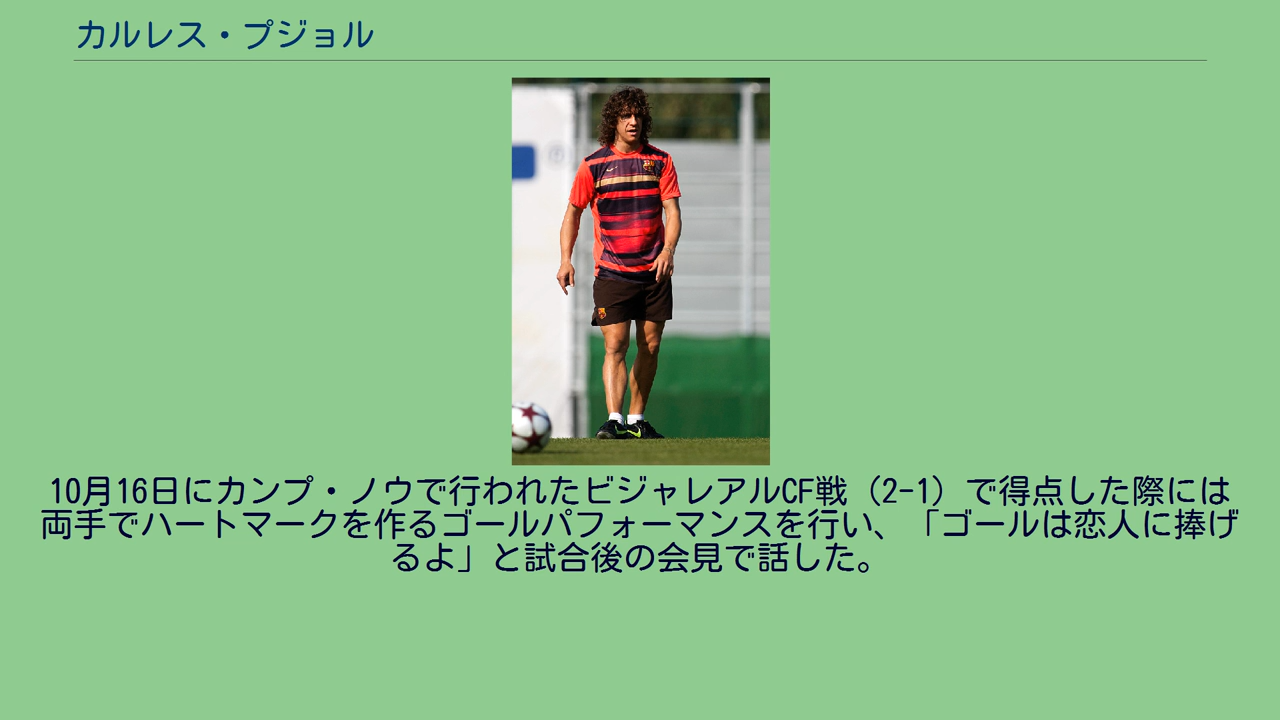 カルレス・プジョル
10月16日にカンプ・ノウで行われたビジャレアルCF戦（2-1）で得点した際には
両手でハートマークを作るゴールパフォーマンスを行い、「ゴールは恋人に捧げ
るよ」と試合後の会見で話した。